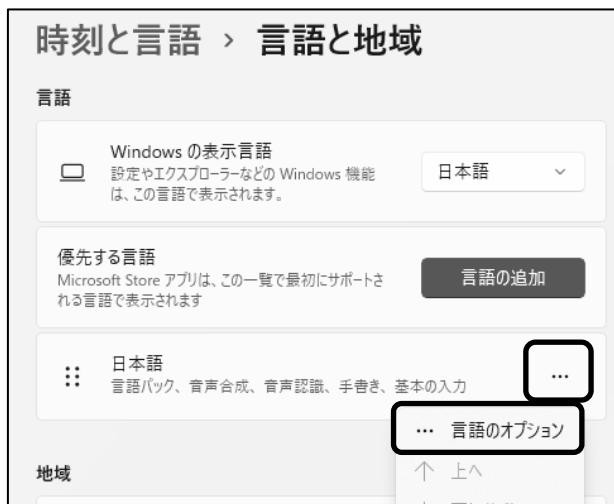 時刻と言語 › 言語と地域
言語
Windows の表示言語
設定やエクスプローラーなどの Windows 機能
は、この言語で表示されます。
日本語
優先する言語
Microsoft Store アプリは、この一覧で最初にサポートさ
れる言語で表示されます
言語の追加
日本語
言語パック、音声合成、音声認識、手書き、基本の入力
...
... 言語のオプション
↑ 上へ
地域